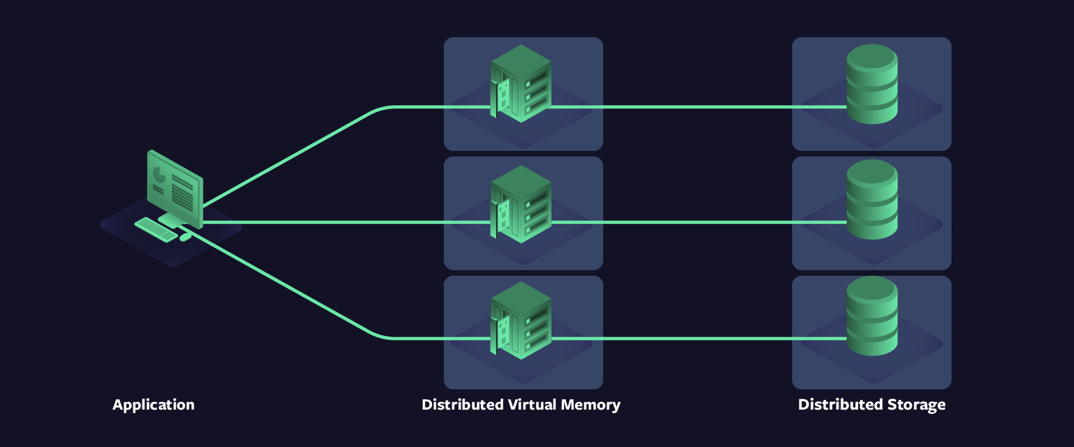 Application
Distributed Virtual Memory
Distributed Storage